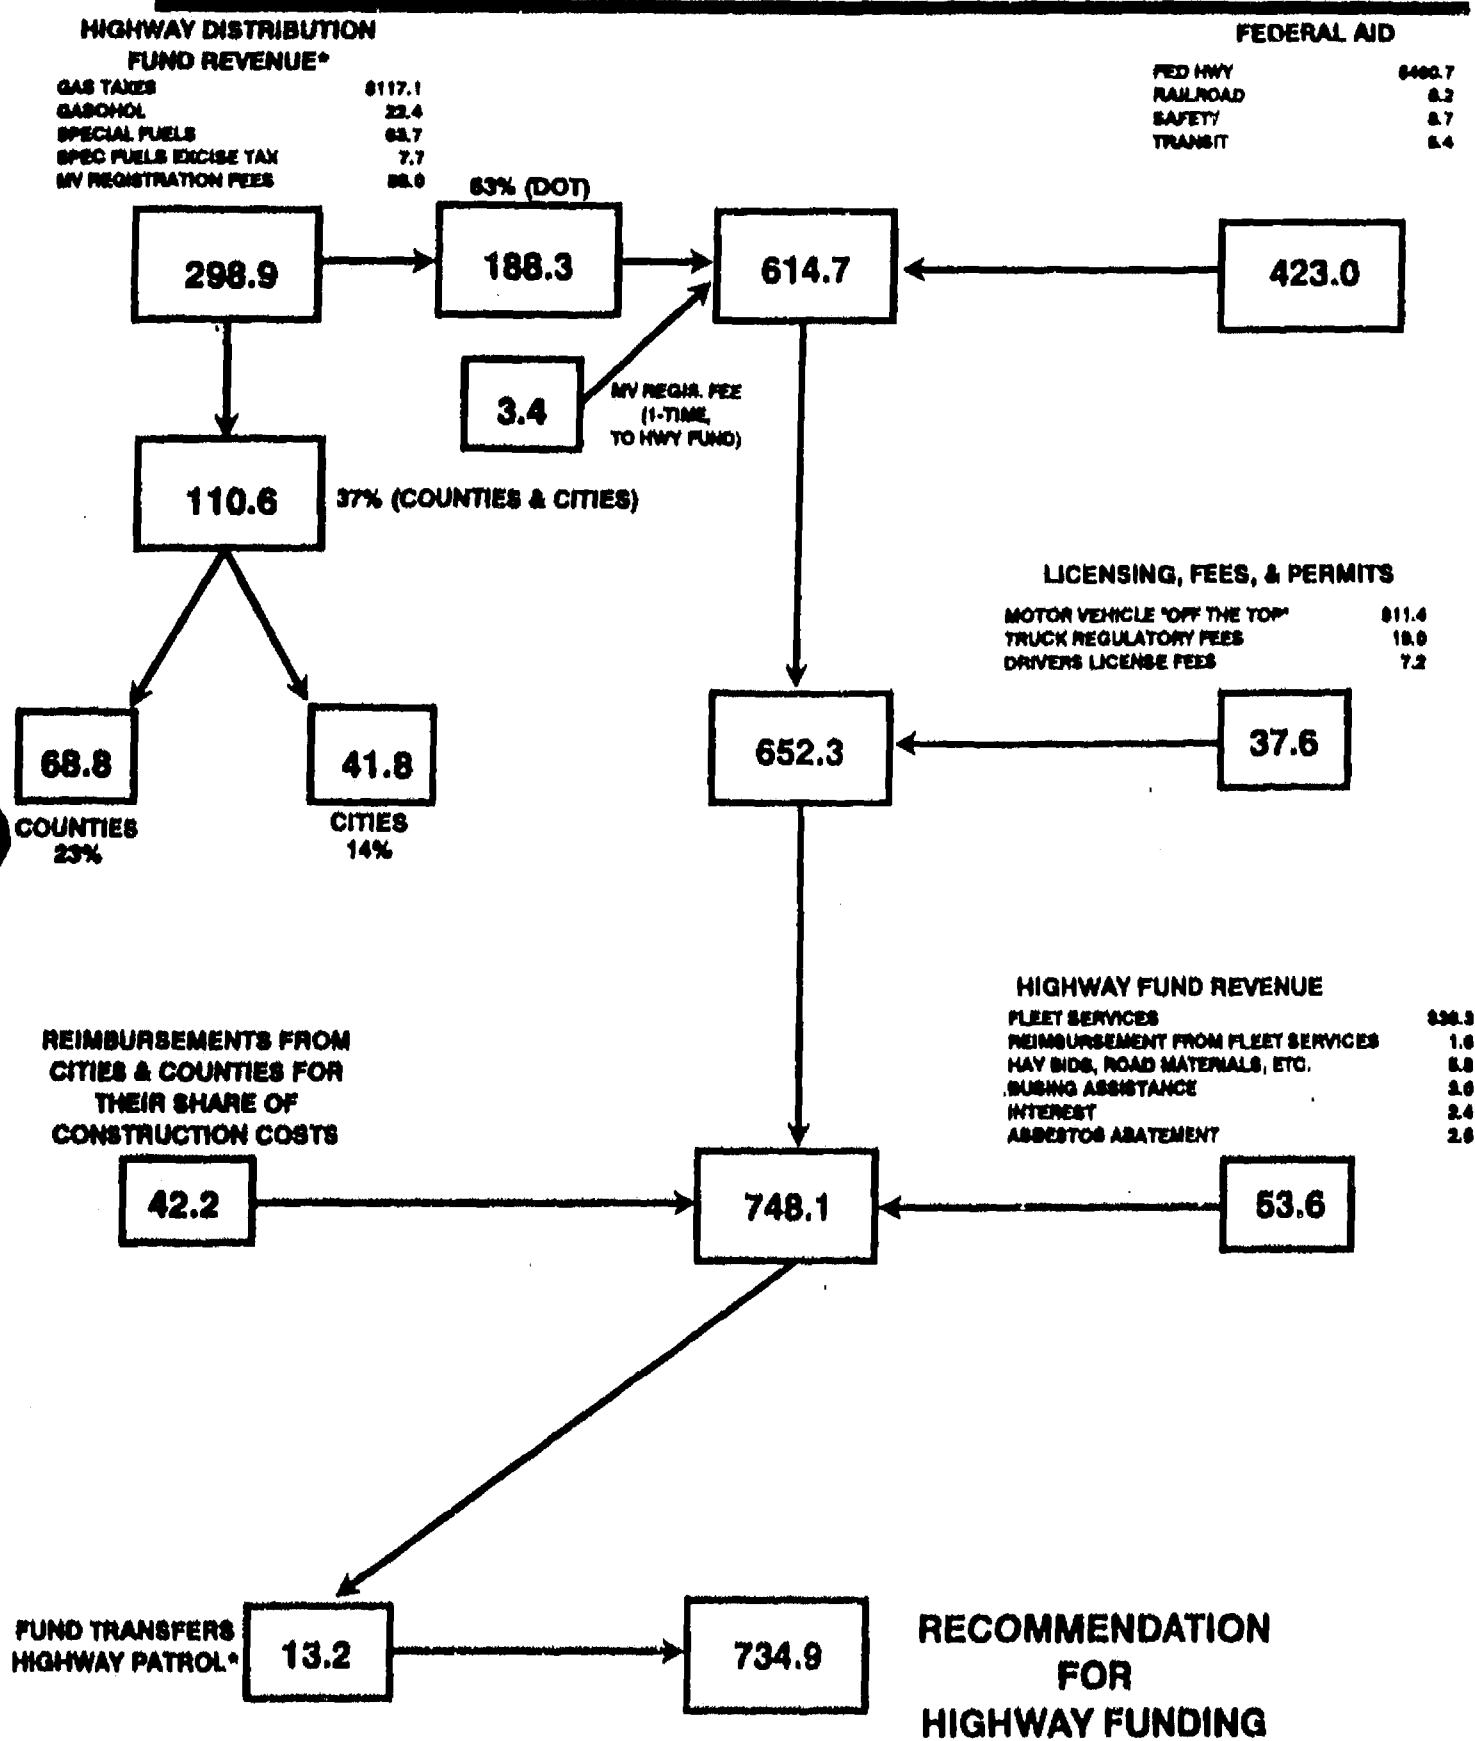 HIGHWAY DISTRIBUTION
FUND REVENUE*
GAS TAXES $117.1
GASOHOL 22.4
SPECIAL FUELS 63.7
SPEC FUELS EXCISE TAX 7.7
MV REGISTRATION FEES
FEDERAL AID
FED HWY
RAILROAD
SAFETY
TRANSIT
63% (DOT)
298.9
188.3
614.7
423.0
3.4
MV REGIS. FEE
(1-TIME,
TO HWY FUND)
110.6
37% (COUNTIES & CITIES)
LICENSING, FEES, & PERMITS
MOTOR VEHICLE "OFF THE TOP" $11.4
TRUCK REGULATORY FEES 19.0
DRIVERS LICENSE FEES 7.2
68.8
COUNTIES
23%
41.8
CITIES
14%
652.3
37.6
HIGHWAY FUND REVENUE
FLEET SERVICES
REIMBURSEMENT FROM FLEET SERVICES
HAY BIDS, ROAD MATERIALS, ETC.
BUSING ASSISTANCE
INTEREST
ASBESTOS ABATEMENT
REIMBURSEMENTS FROM
CITIES & COUNTIES FOR
THEIR SHARE OF
CONSTRUCTION COSTS
42.2
748.1
53.6
FUND TRANSFERS
HIGHWAY PATROL*
13.2
734.9
RECOMMENDATION
FOR
HIGHWAY FUNDING